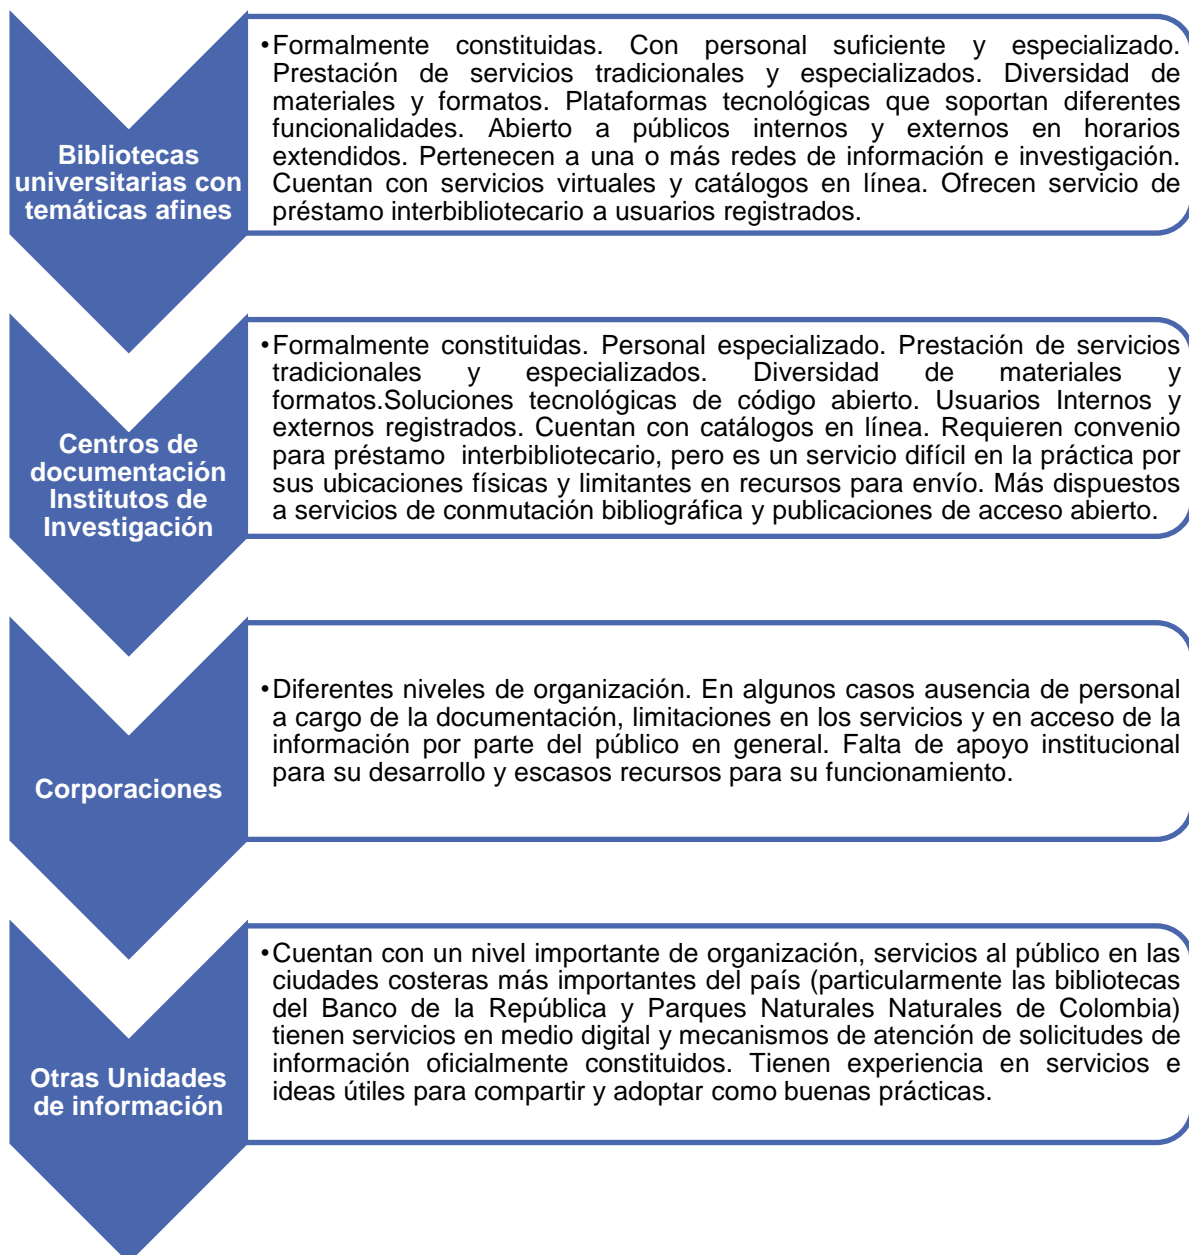 Bibliotecas
universitarias con
temáticas afines
•Formalmente constituidas. Con personal suficiente y especializado.
Prestación de servicios tradicionales y especializados. Diversidad de
materiales y formatos. Plataformas tecnológicas que soportan diferentes
funcionalidades. Abierto a públicos internos y externos en horarios
extendidos. Pertenecen a una o más redes de información e investigación.
Cuentan con servicios virtuales y catálogos en línea. Ofrecen servicio de
préstamo interbibliotecario a usuarios registrados.
Centros de
documentación
Institutos de
Investigación
•Formalmente constituidas. Personal especializado. Prestación de servicios
tradicionales y especializados. Diversidad de materiales y
formatos.Soluciones tecnológicas de código abierto. Usuarios Internos y
externos registrados. Cuentan con catálogos en línea. Requieren convenio
para préstamo interbibliotecario, pero es un servicio difícil en la práctica por
sus ubicaciones físicas y limitantes en recursos para envío. Más dispuestos
a servicios de conmutación bibliográfica y publicaciones de acceso abierto.
Corporaciones
•Diferentes niveles de organización. En algunos casos ausencia de personal
a cargo de la documentación, limitaciones en los servicios y en acceso de la
información por parte del público en general. Falta de apoyo institucional
para su desarrollo y escasos recursos para su funcionamiento.
Otras Unidades
de información
•Cuentan con un nivel importante de organización, servicios al público en las
ciudades costeras más importantes del país (particularmente las bibliotecas
del Banco de la República y Parques Naturales Naturales de Colombia)
tienen servicios en medio digital y mecanismos de atención de solicitudes de
información oficialmente constituidos. Tienen experiencia en servicios e
ideas útiles para compartir y adoptar como buenas prácticas.